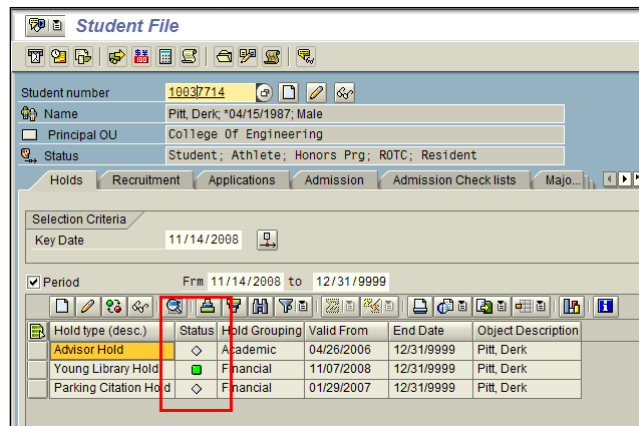 Student File
Student number 10037714
Name Pitt, Derk; *04/15/1987; Male
Principal OU College Of Engineering
Status Student; Athlete; Honors Prg; ROTC; Resident
Holds Recruitment Applications Admission Admission Check lists Majo...
Selection Criteria
Key Date 11/14/2008
Period Frm 11/14/2008 to 12/31/9999
Hold type (desc.) Status Hold Grouping Valid From End Date Object Description
Advisor Hold Academic 04/26/2006 12/31/9999 Pitt, Derk
Young Library Hold Financial 11/07/2008 12/31/9999 Pitt, Derk
Parking Citation Hold Financial 01/29/2007 12/31/9999 Pitt, Derk